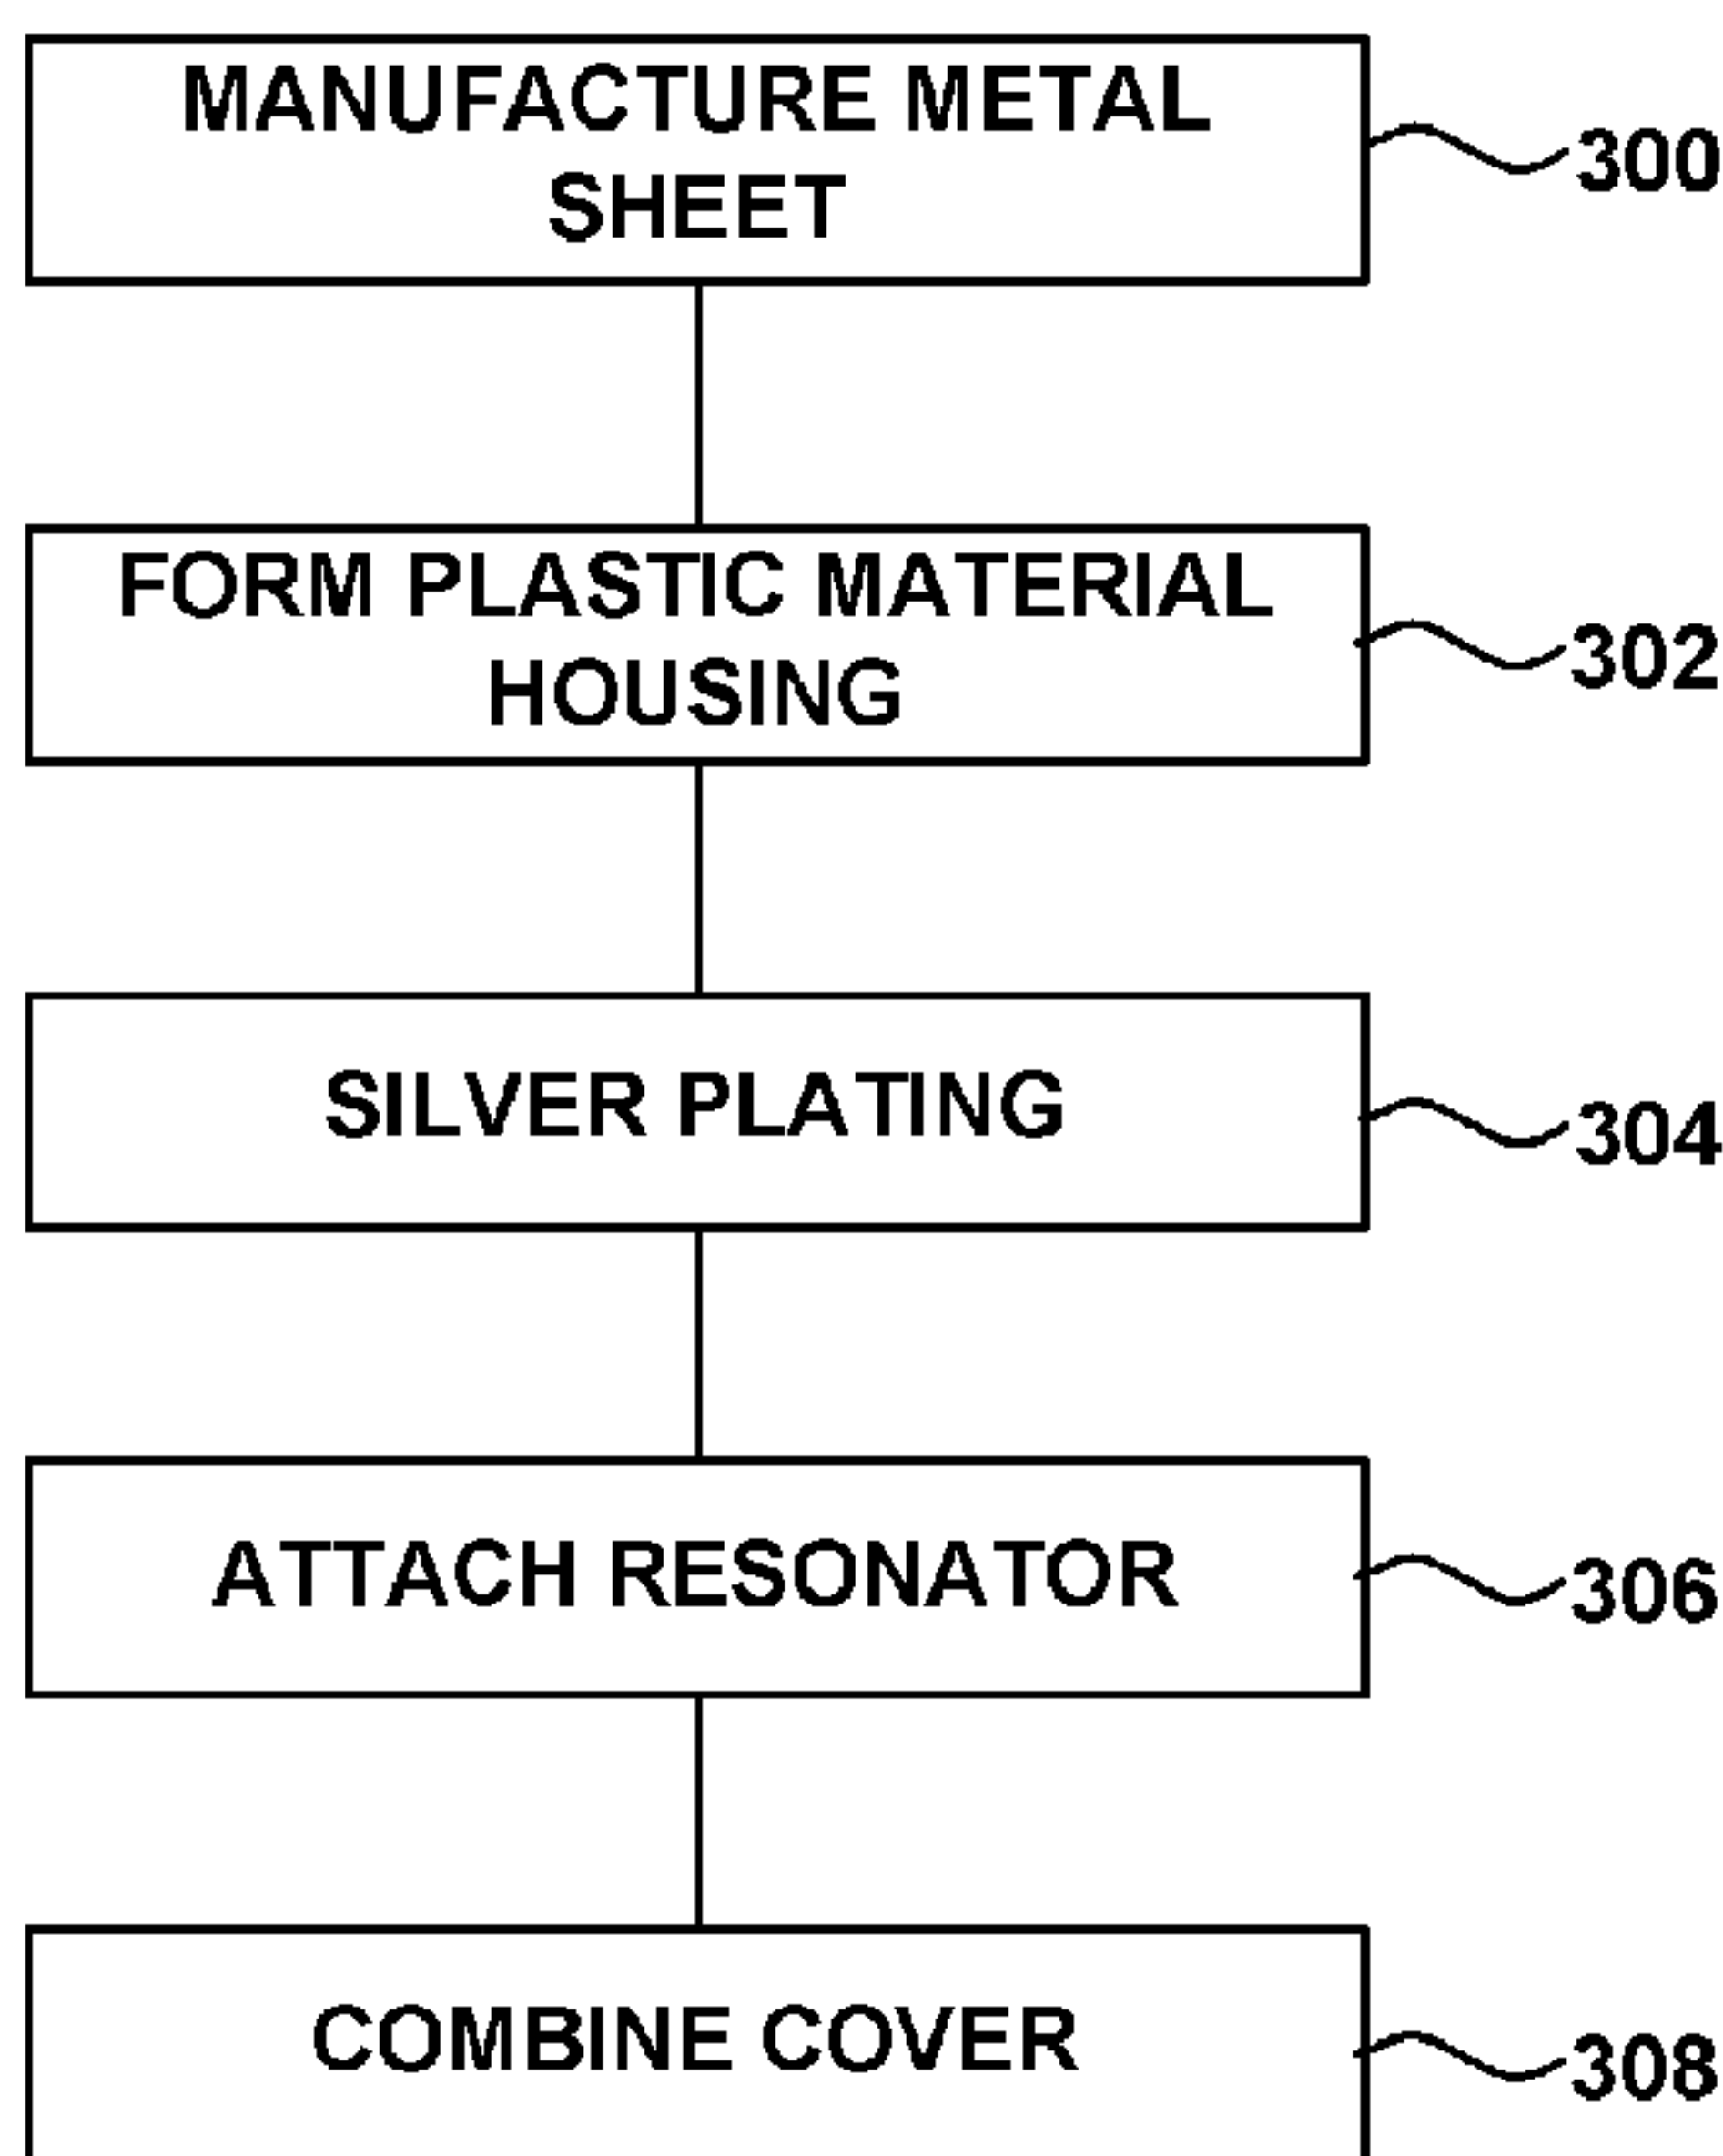 MANUFACTURE METAL
SHEET
300
FORM PLASTIC MATERIAL
HOUSING
302
SILVER PLATING
304
ATTACH RESONATOR
306
COMBINE COVER
308